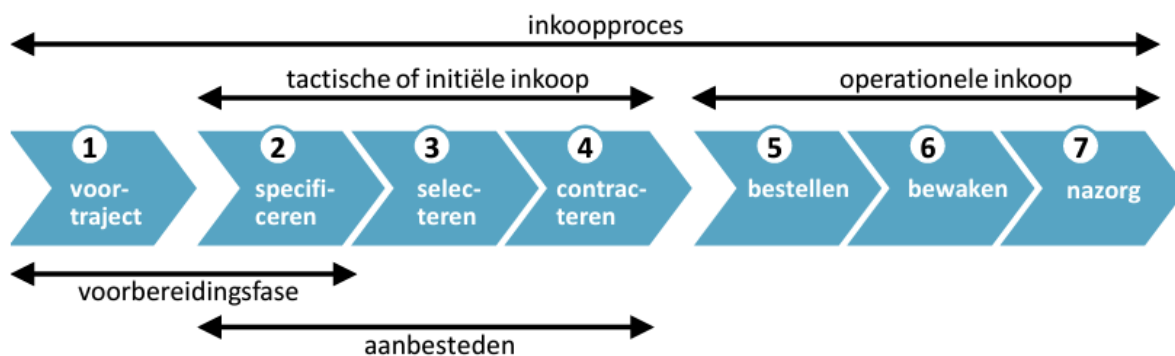 inkoopproces
tactische of initiële inkoop
operationele inkoop
1
voor-
traject
2
specifi-
ceren
3
selec-
teren
4
contrac-
teren
5
bestellen
6
bewaken
7
nazorg
voorbereidingsfase
aanbesteden